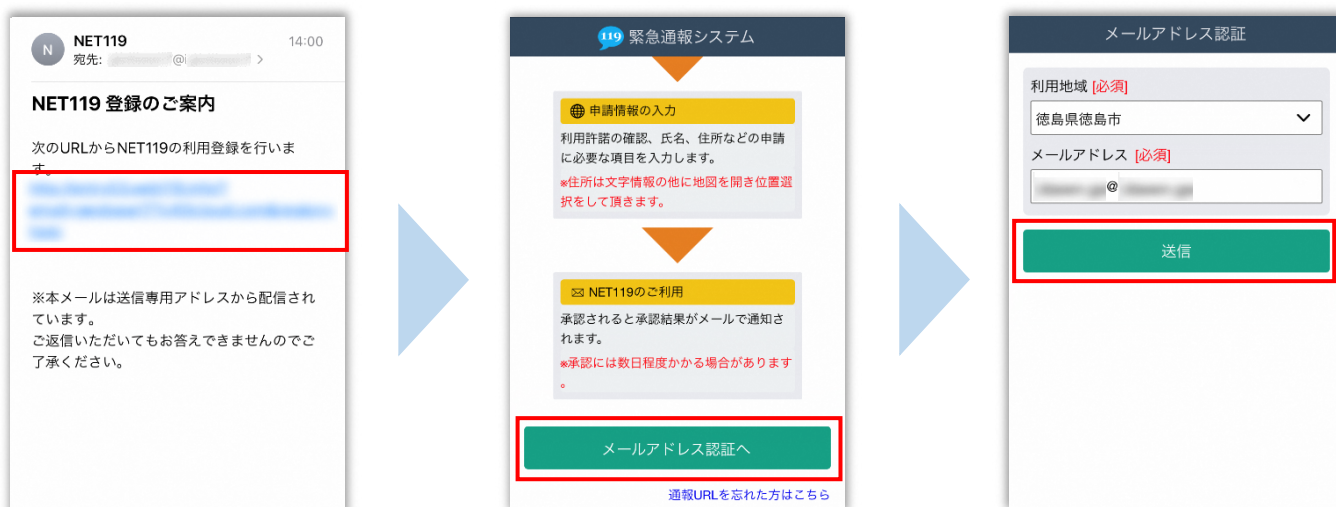 N
NET119
14:00
宛先:
@
NET119 登録のご案内
次のURLからNET119の利用登録を行いま
す。
※本メールは送信専用アドレスから配信され
ています。
ご返信いただいてもお答えできませんのでご
了承ください。
119 緊急通報システム
申請情報の入力
利用許諾の確認、氏名、住所などの申請
に必要な項目を入力します。
※住所は文字情報の他に地図を開き位置選
択をして頂きます。
NET119のご利用
承認されると承認結果がメールで通知さ
れます。
※承認には数日程度かかる場合があります
。
メールアドレス認証へ
通報URLを忘れた方はこちら
メールアドレス認証
利用地域 [必須]
徳島県徳島市
メールアドレス [必須]
@
送信